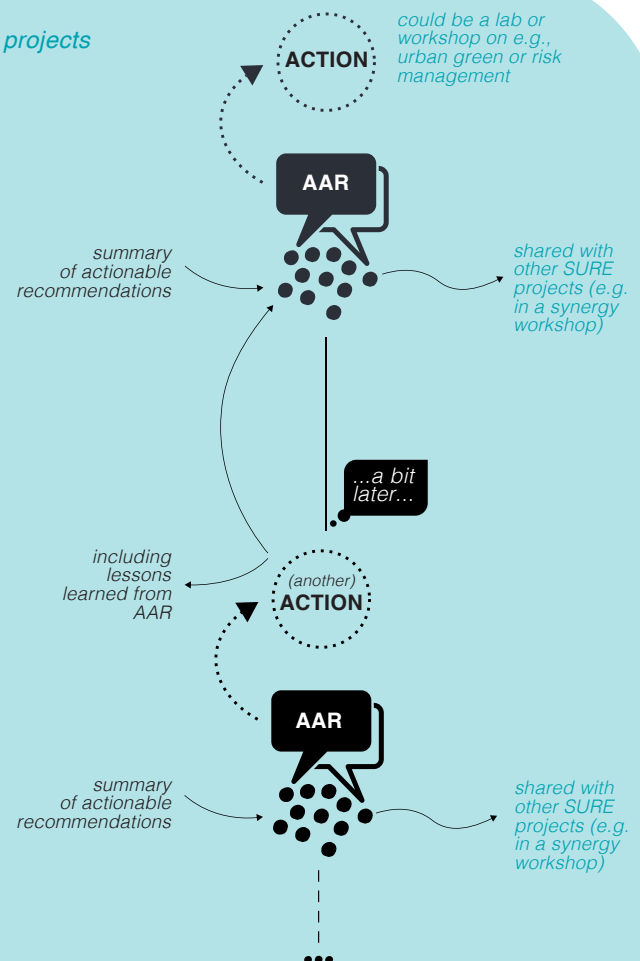 projects
ACTION
could be a lab or
workshop on e.g.,
urban green or risk
management
AAR
summary
of actionable
recommendations
shared with
other SURE
projects (e.g.
in a synergy
workshop)
...a bit
later...
including
lessons
learned from
AAR
(another)
ACTION
AAR
summary
of actionable
recommendations
shared with
other SURE
projects (e.g.
in a synergy
workshop)